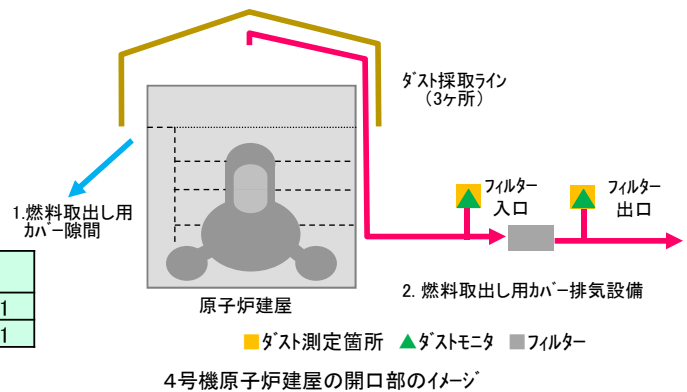 ダスト採取ライン
(3ヶ所)
フィルター
入口
フィルター
出口
1.燃料取出し用
カバー隙間
1
1
原子炉建屋
2. 燃料取出し用カバー排気設備
■ダスト測定箇所 ▲ダストモニタ ■フィルター
4号機原子炉建屋の開口部のイメージ